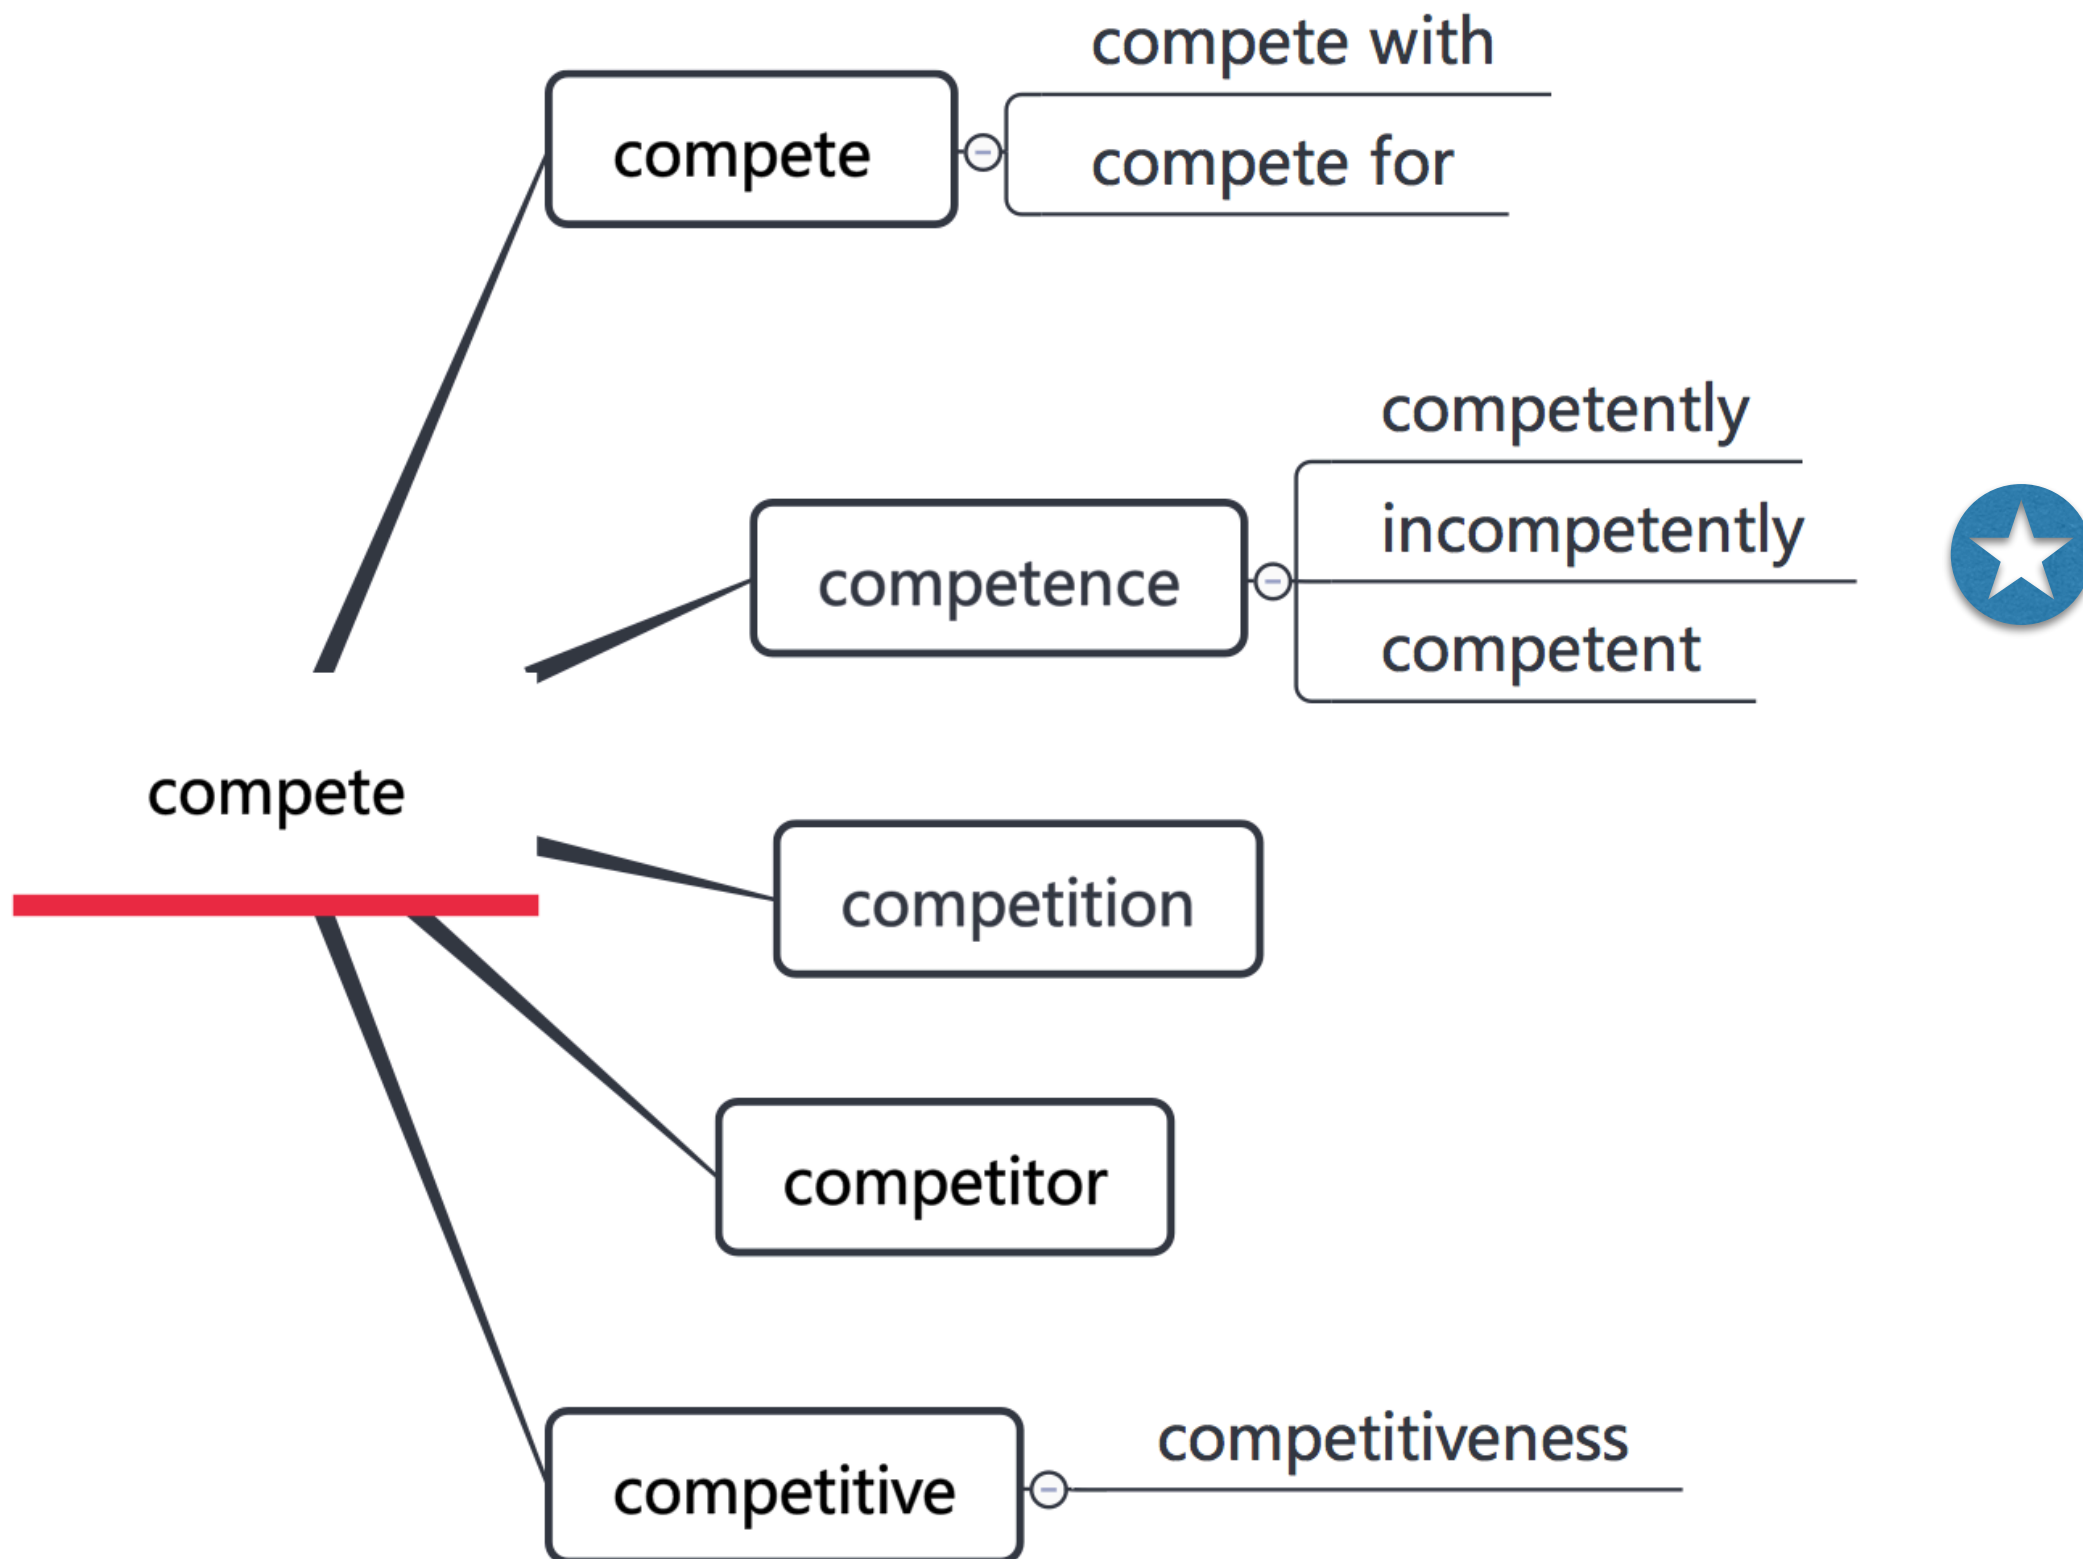 compete with
compete
compete for
competently
incompetently
competence
competent
compete
competition
competitor
competitiveness
competitive